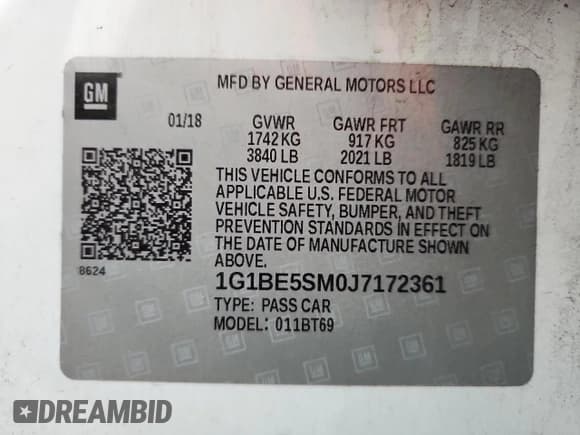 GM
MFD BY GENERAL MOTORS LLC
01/18
GVWR
1742 KG
3840 LB
GAWR FRT
917 KG
2021 LB
GAWR RR
825 KG
1819 LB
THIS VEHICLE CONFORMS TO ALL
APPLICABLE U.S. FEDERAL MOTOR
VEHICLE SAFETY, BUMPER, AND THEFT
PREVENTION STANDARDS IN EFFECT ON
THE DATE OF MANUFACTURE SHOWN
ABOVE.
8624
1G1BE5SM0J7172361
TYPE: PASS CAR
MODEL: 011BT69
DREAMBID